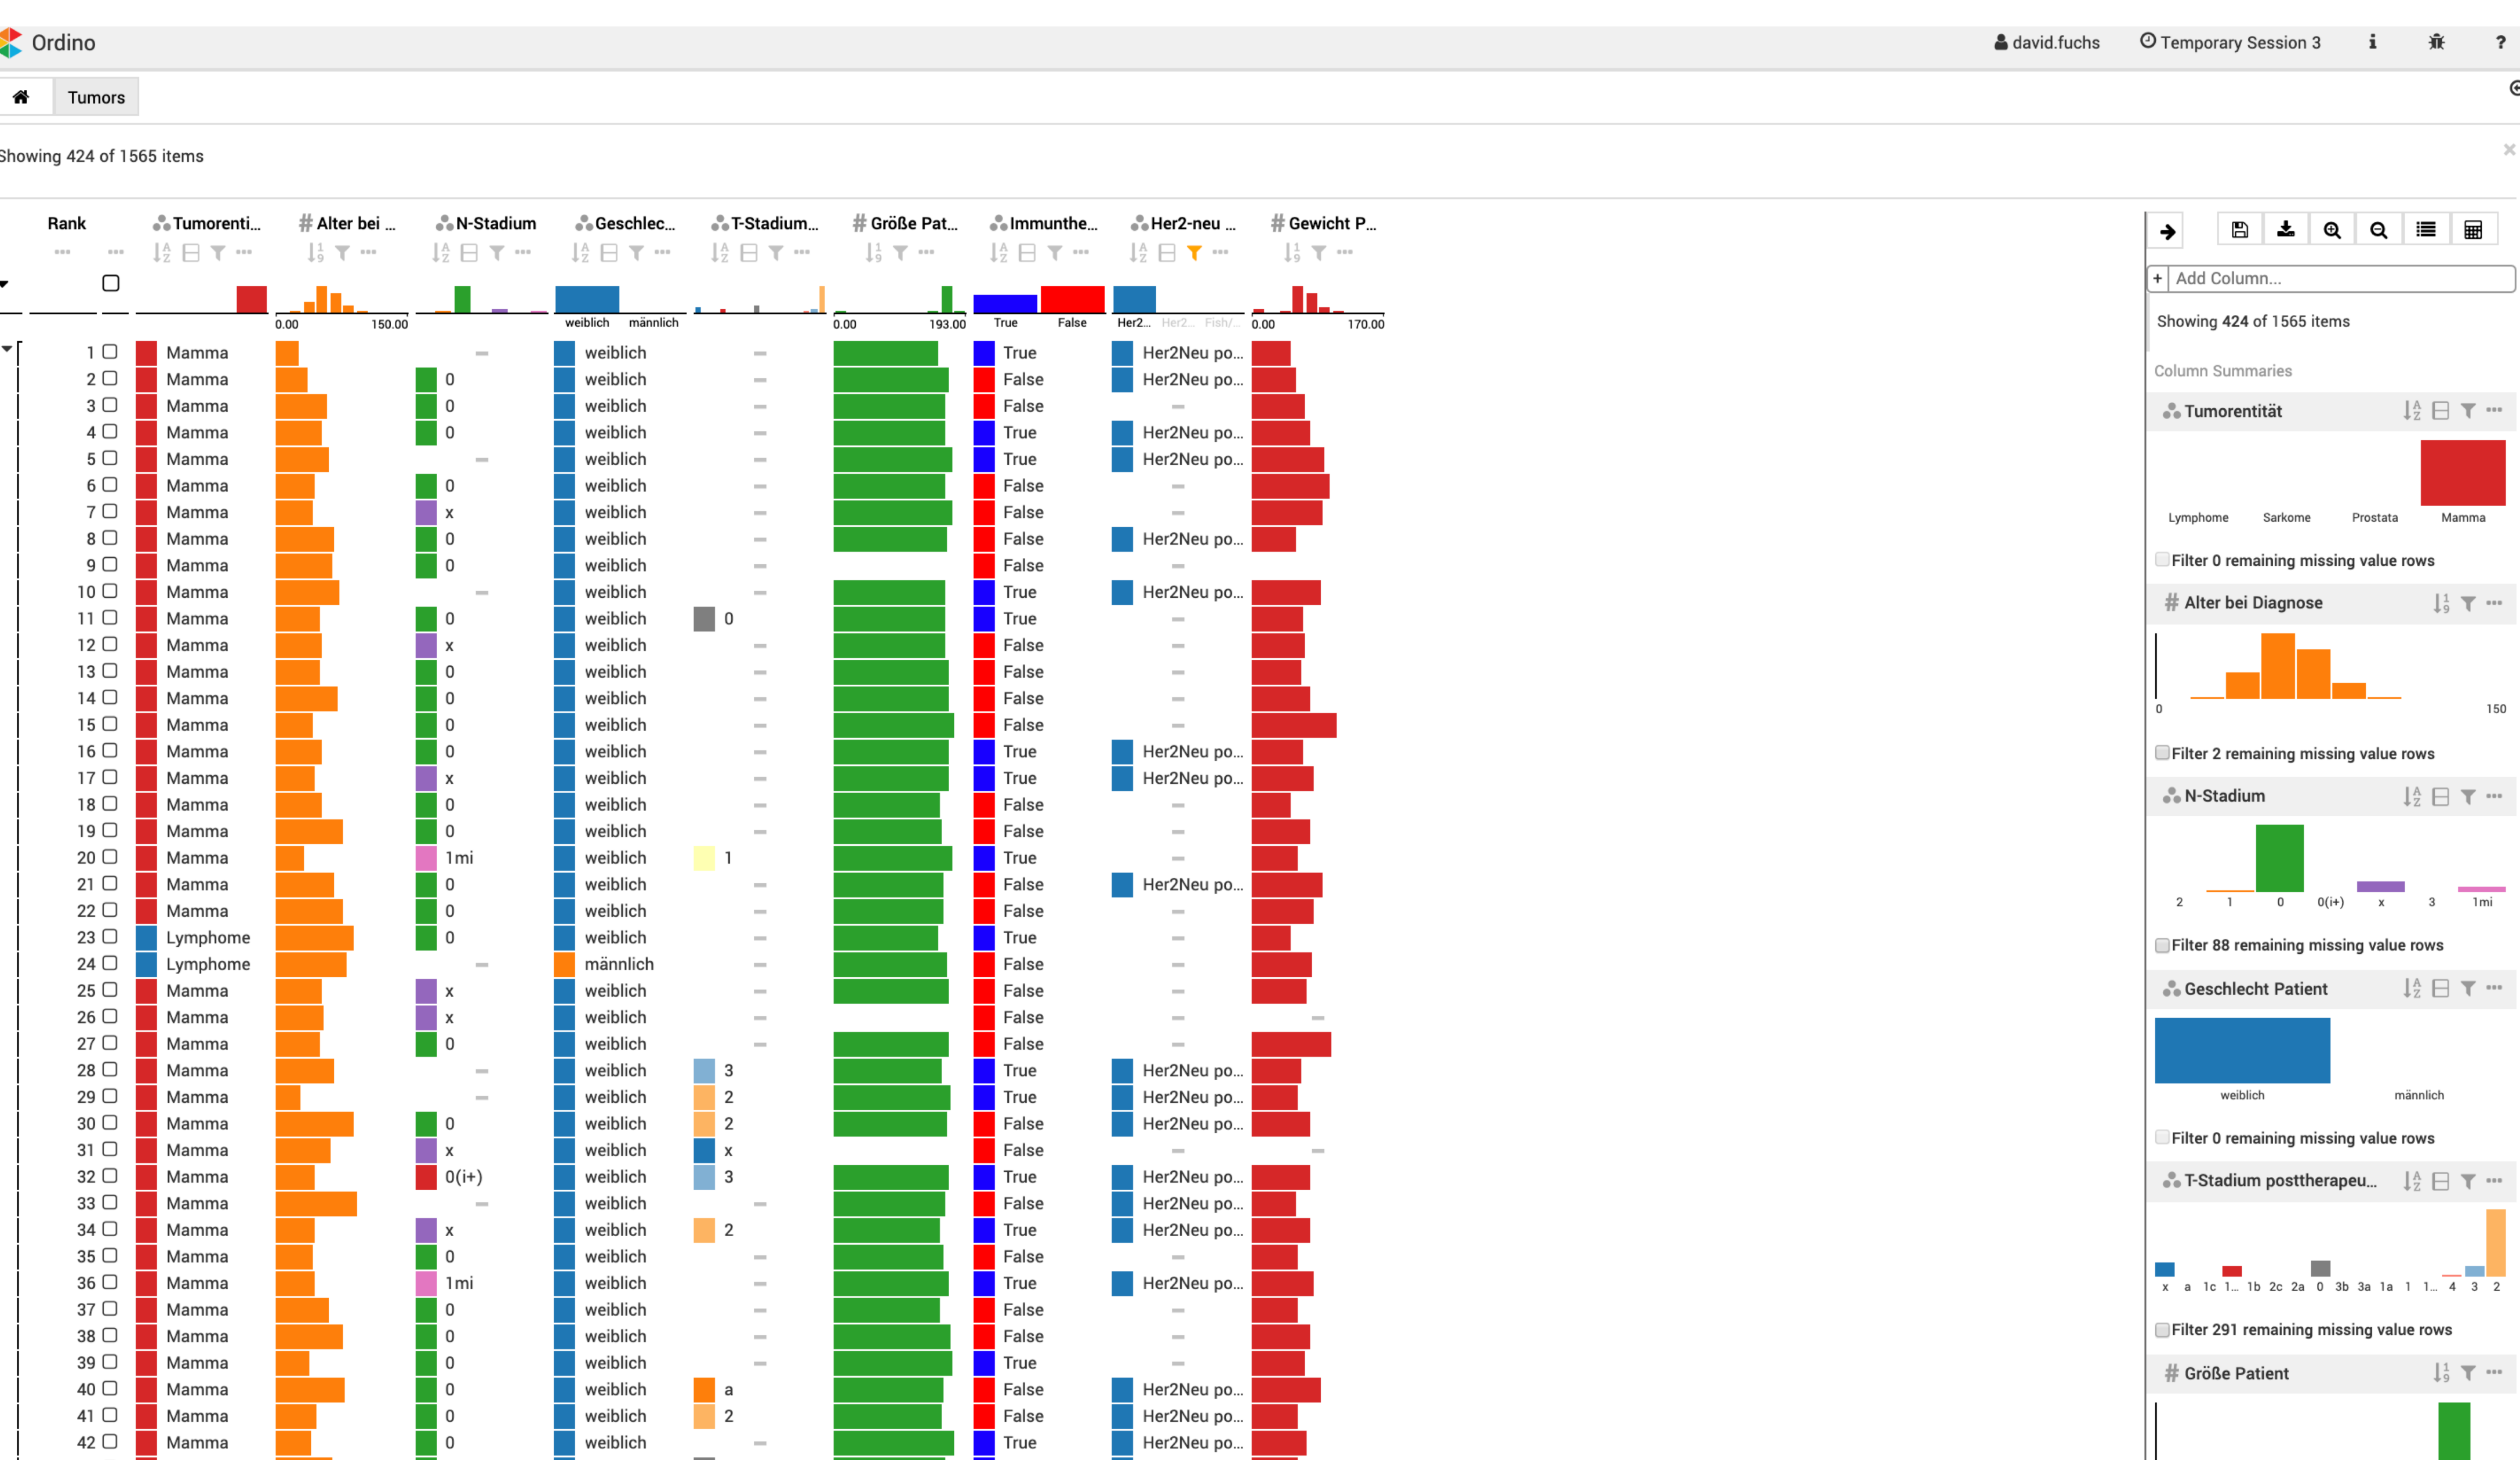 Ordino david.fuchs Temporary Session 3 ?
Tumors
Showing 424 of 1565 items
Rank Tumorenti... # Alter bei ... N-Stadium Geschlec... T-Stadium... # Größe Pat... Immunthe... Her2-neu ... # Gewicht P...
0.00 150.00 weiblich männlich 0.00 193.00 True False Her2... Her2... Fish/... 0.00 170.00
1 Mamma – weiblich – True Her2Neu po...
2 Mamma 0 weiblich – False Her2Neu po...
3 Mamma 0 weiblich – False –
4 Mamma 0 weiblich – True Her2Neu po...
5 Mamma – weiblich – True Her2Neu po...
6 Mamma 0 weiblich – False –
7 Mamma x weiblich – False –
8 Mamma 0 weiblich – False Her2Neu po...
9 Mamma 0 weiblich – False –
10 Mamma – weiblich – True Her2Neu po...
11 Mamma 0 weiblich 0 True –
12 Mamma x weiblich – False –
13 Mamma 0 weiblich – False –
14 Mamma 0 weiblich – False –
15 Mamma 0 weiblich – False –
16 Mamma 0 weiblich – True Her2Neu po...
17 Mamma x weiblich – True Her2Neu po...
18 Mamma 0 weiblich – False –
19 Mamma 0 weiblich – False –
20 Mamma 1mi weiblich 1 True –
21 Mamma 0 weiblich – False Her2Neu po...
22 Mamma 0 weiblich – False –
23 Lymphome 0 weiblich – True –
24 Lymphome – männlich – False –
25 Mamma x weiblich – False –
26 Mamma x weiblich – False – –
27 Mamma 0 weiblich – False –
28 Mamma – weiblich 3 True Her2Neu po...
29 Mamma – weiblich 2 True Her2Neu po...
30 Mamma 0 weiblich 2 False Her2Neu po...
31 Mamma x weiblich x False – –
32 Mamma 0(i+) weiblich 3 True Her2Neu po...
33 Mamma – weiblich – False Her2Neu po...
34 Mamma x weiblich 2 True Her2Neu po...
35 Mamma 0 weiblich – False –
36 Mamma 1mi weiblich – True Her2Neu po...
37 Mamma 0 weiblich – False –
38 Mamma 0 weiblich – False –
39 Mamma 0 weiblich – True –
40 Mamma 0 weiblich a False Her2Neu po...
41 Mamma 0 weiblich 2 False Her2Neu po...
42 Mamma 0 weiblich – True Her2Neu po...
+ Add Column...
Showing 424 of 1565 items
Column Summaries
Tumorentität
Lymphome Sarkome Prostata Mamma
Filter 0 remaining missing value rows
# Alter bei Diagnose
0 150
Filter 2 remaining missing value rows
N-Stadium
2 1 0 0(i+) x 3 1mi
Filter 88 remaining missing value rows
Geschlecht Patient
weiblich männlich
Filter 0 remaining missing value rows
T-Stadium posttherapeu...
x a 1c 1... 1b 2c 2a 0 3b 3a 1a 1 1... 4 3 2
Filter 291 remaining missing value rows
# Größe Patient